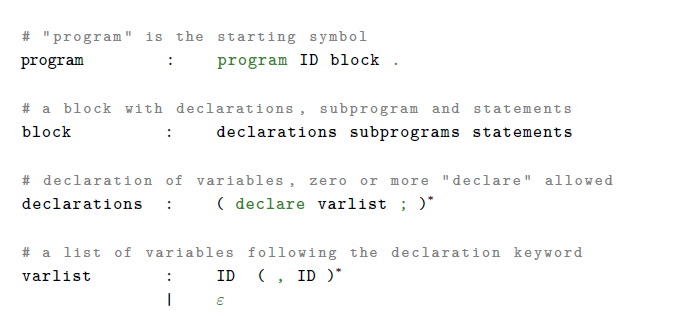 # "program" is the starting symbol
program : program ID block .
# a block with declarations, subprogram and statements
block : declarations subprograms statements
# declaration of variables, zero or more "declare" allowed
declarations : ( declare varlist ; )*
# a list of variables following the declaration keyword
varlist : ID ( , ID )*
| ε